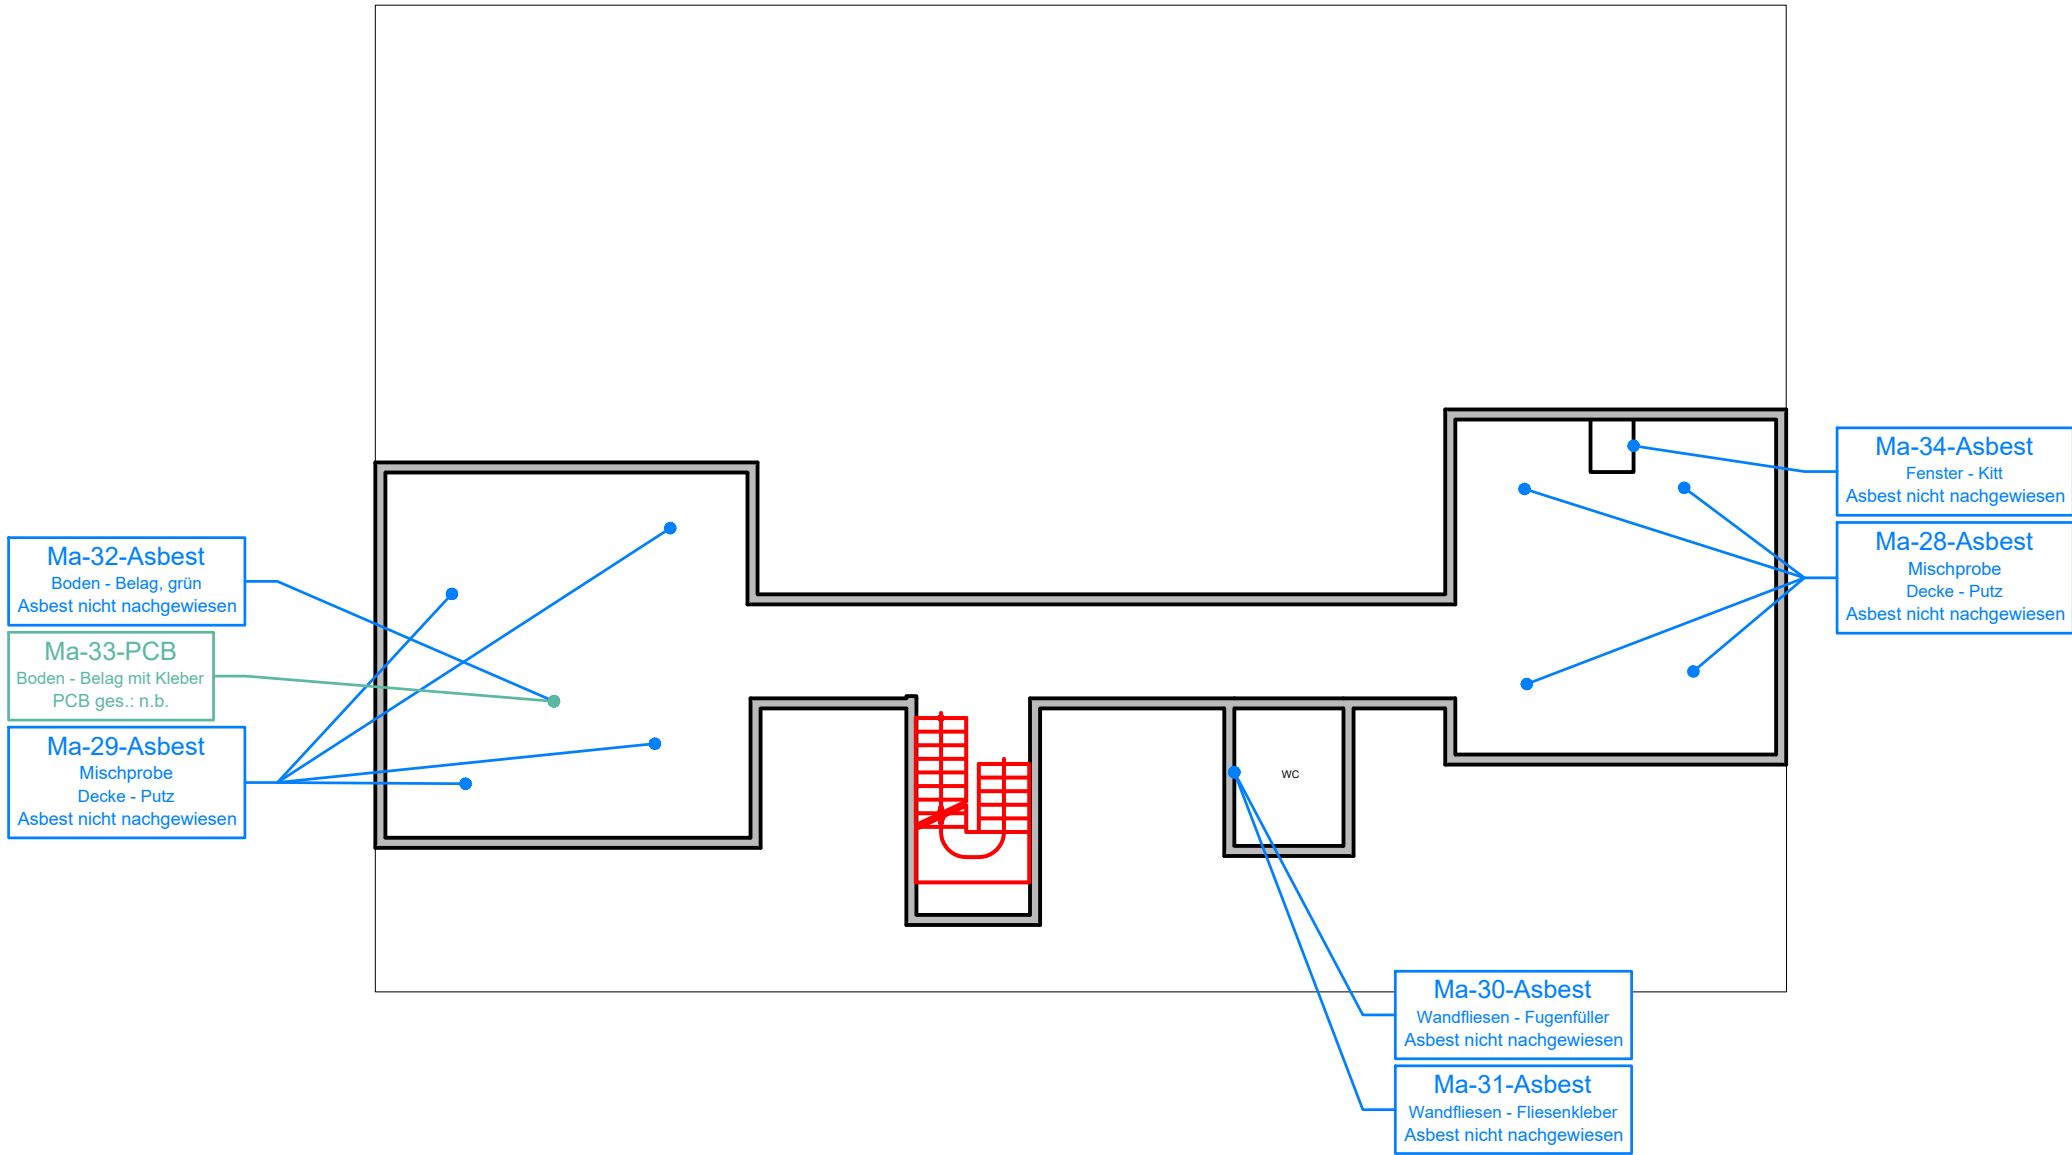 Ma-32-Asbest
Boden - Belag, grün
Asbest nicht nachgewiesen
Ma-33-PCB
Boden - Belag mit Kleber
PCB ges.: n.b.
Ma-29-Asbest
Mischprobe
Decke - Putz
Asbest nicht nachgewiesen
WC
Ma-34-Asbest
Fenster - Kitt
Asbest nicht nachgewiesen
Ma-28-Asbest
Mischprobe
Decke - Putz
Asbest nicht nachgewiesen
Ma-30-Asbest
Wandfliesen - Fugenfüller
Asbest nicht nachgewiesen
Ma-31-Asbest
Wandfliesen - Fliesenkleber
Asbest nicht nachgewiesen